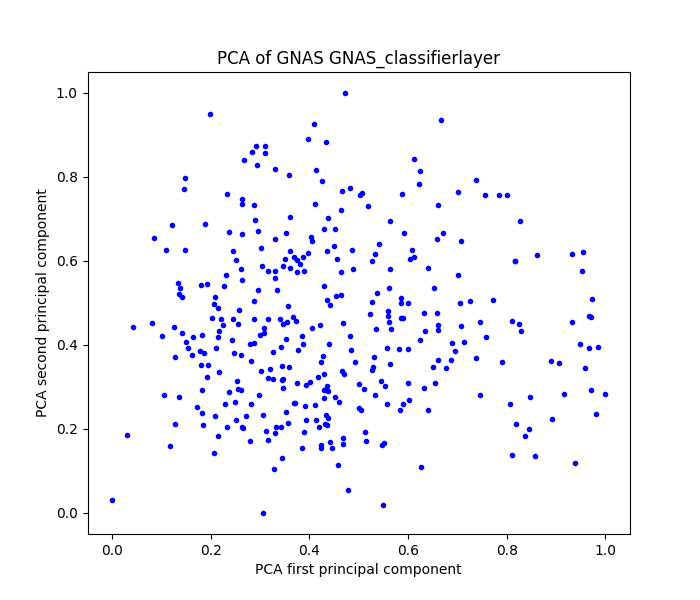 PCA of GNAS GNAS_classifierlayer
1.0
0.8
0.6
0.4
0.2
0.0
PCA second principal component
0.0 0.2 0.4 0.6 0.8 1.0
PCA first principal component